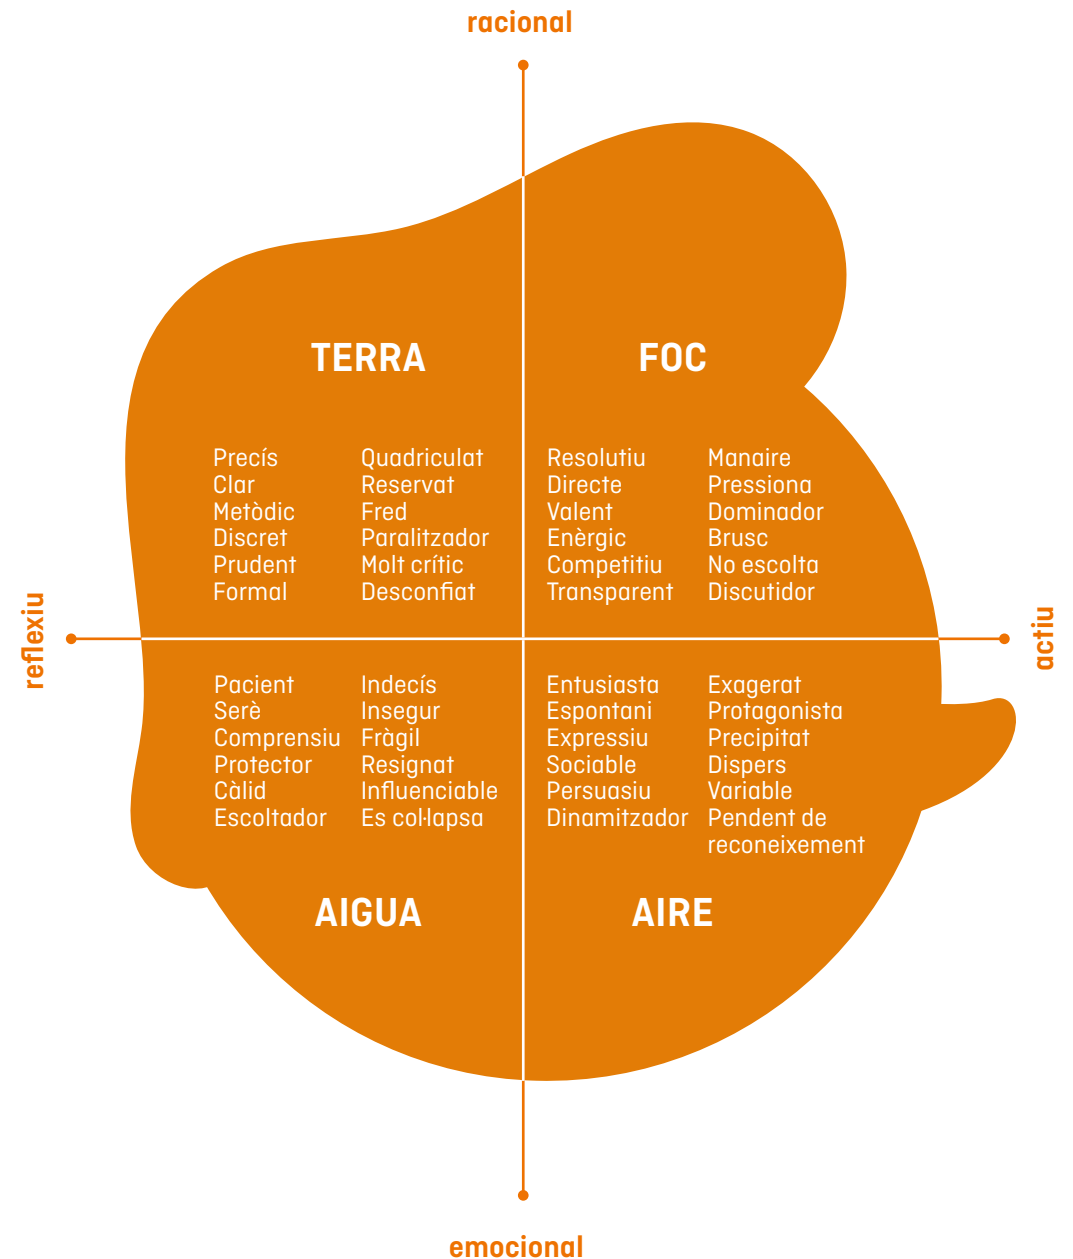 racional
TERRA
FOC
Precís
Clar
Metòdic
Discret
Prudent
Formal
Quadriculat
Reservat
Fred
Paralitzador
Molt crític
Desconfiat
Resolutiu
Directe
Valent
Enèrgic
Competitiu
Transparent
Manaire
Pressiona
Dominador
Brusc
No escolta
Discutidor
reflexiu
actiu
Pacient
Serè
Comprensiu
Protector
Càlid
Escoltador
Indecís
Insegur
Fràgil
Resignat
Influenciable
Es col·lapsa
Entusiasta
Espontani
Expressiu
Sociable
Persuasiu
Dinamitzador
Exagerat
Protagonista
Precipitat
Dispers
Variable
Pendent de
reconeixement
AIGUA
AIRE
emocional